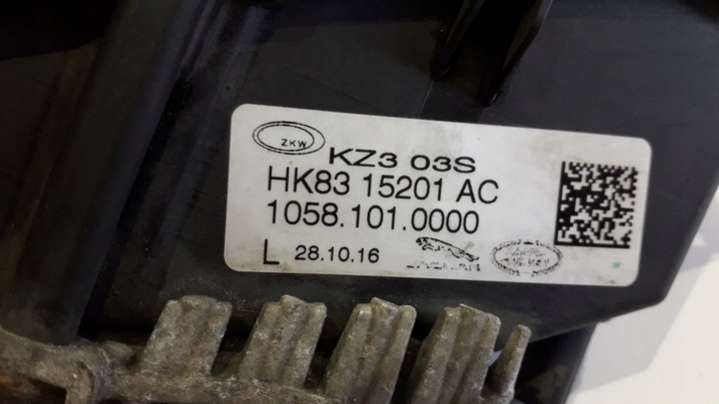 ZKW
KZ3 03S
HK83 15201 AC
1058.101.0000
L 28.10.16
JAGUAR